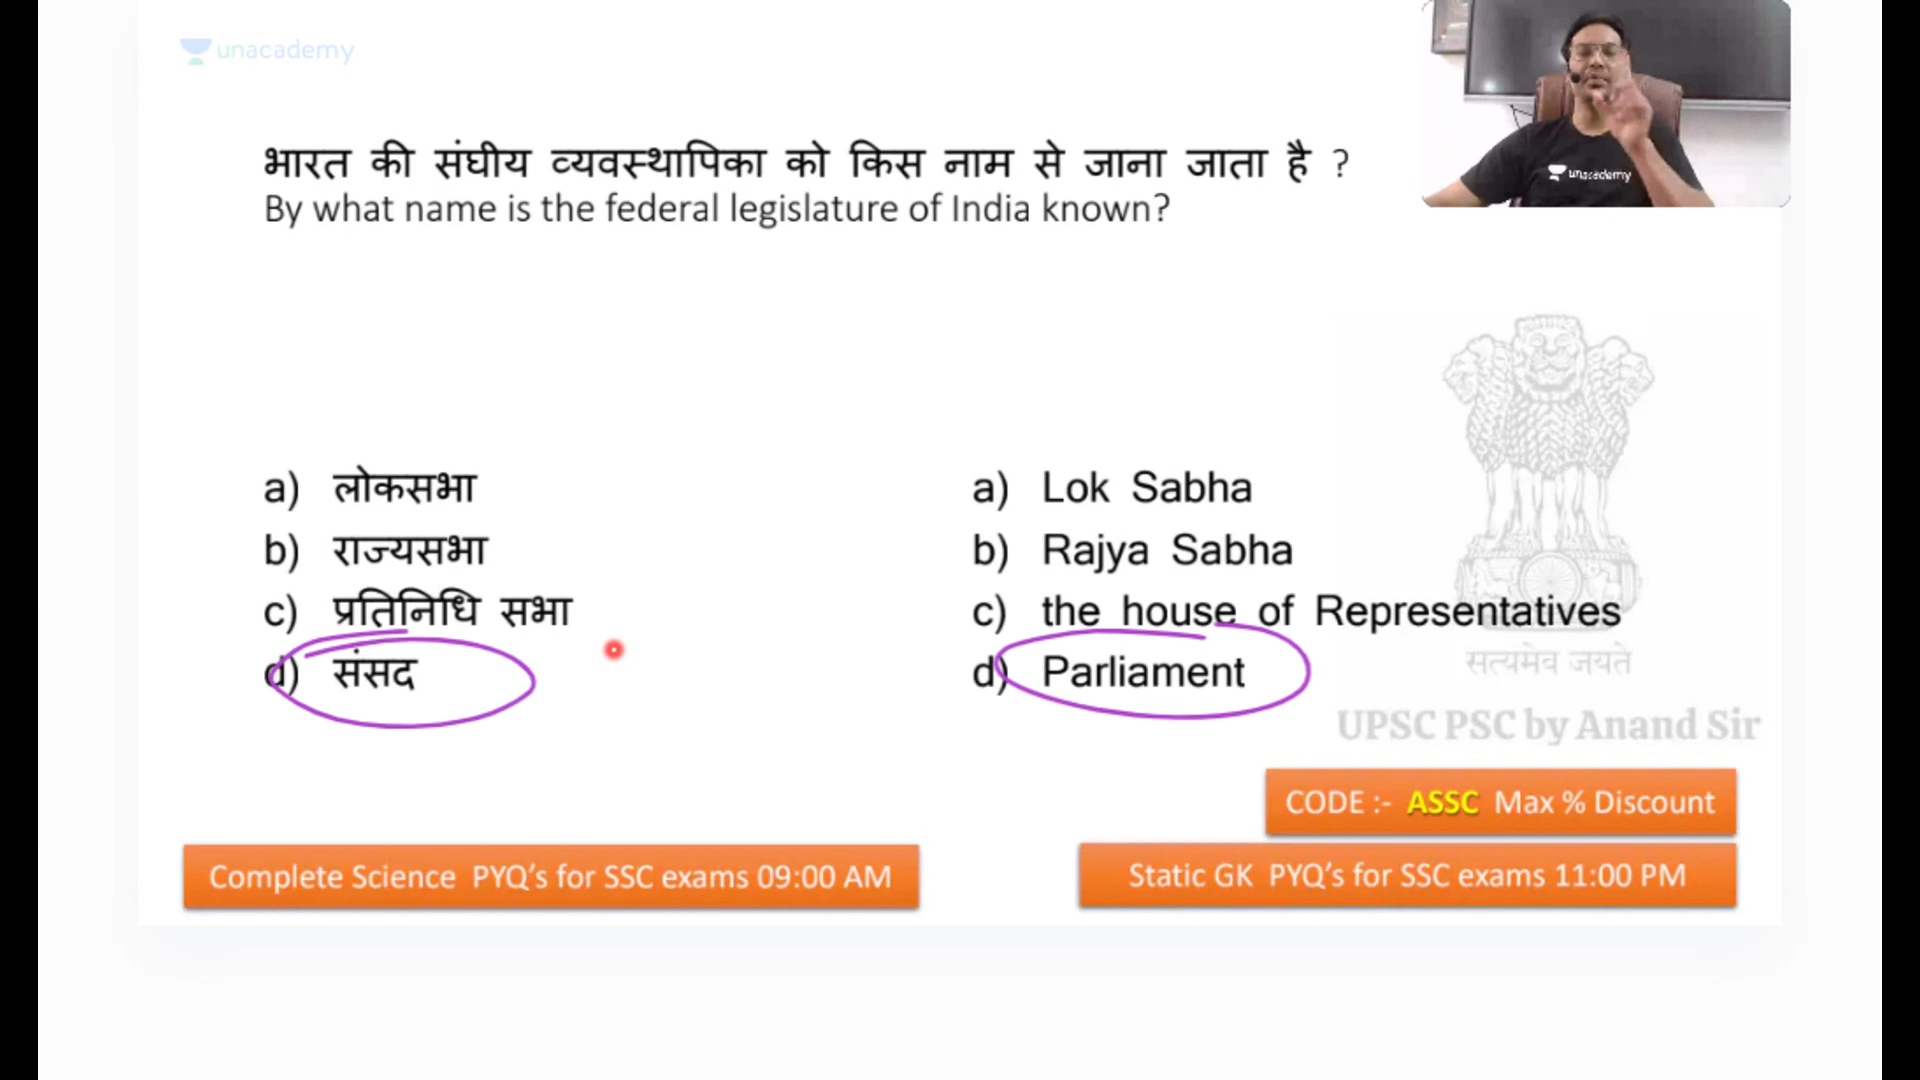 unacademy
unacademy
भारत की संघीय व्यवस्थापिका को किस नाम से जाना जाता है ?
By what name is the federal legislature of India known?
a) लोकसभा
b) राज्यसभा
c) प्रतिनिधि सभा
d) संसद
a) Lok Sabha
b) Rajya Sabha
c) the house of Representatives
d) Parliament
सत्यमेव जयते
UPSC PSC by Anand Sir
CODE :- ASSC Max % Discount
Complete Science PYQ's for SSC exams 09:00 AM
Static GK PYQ's for SSC exams 11:00 PM